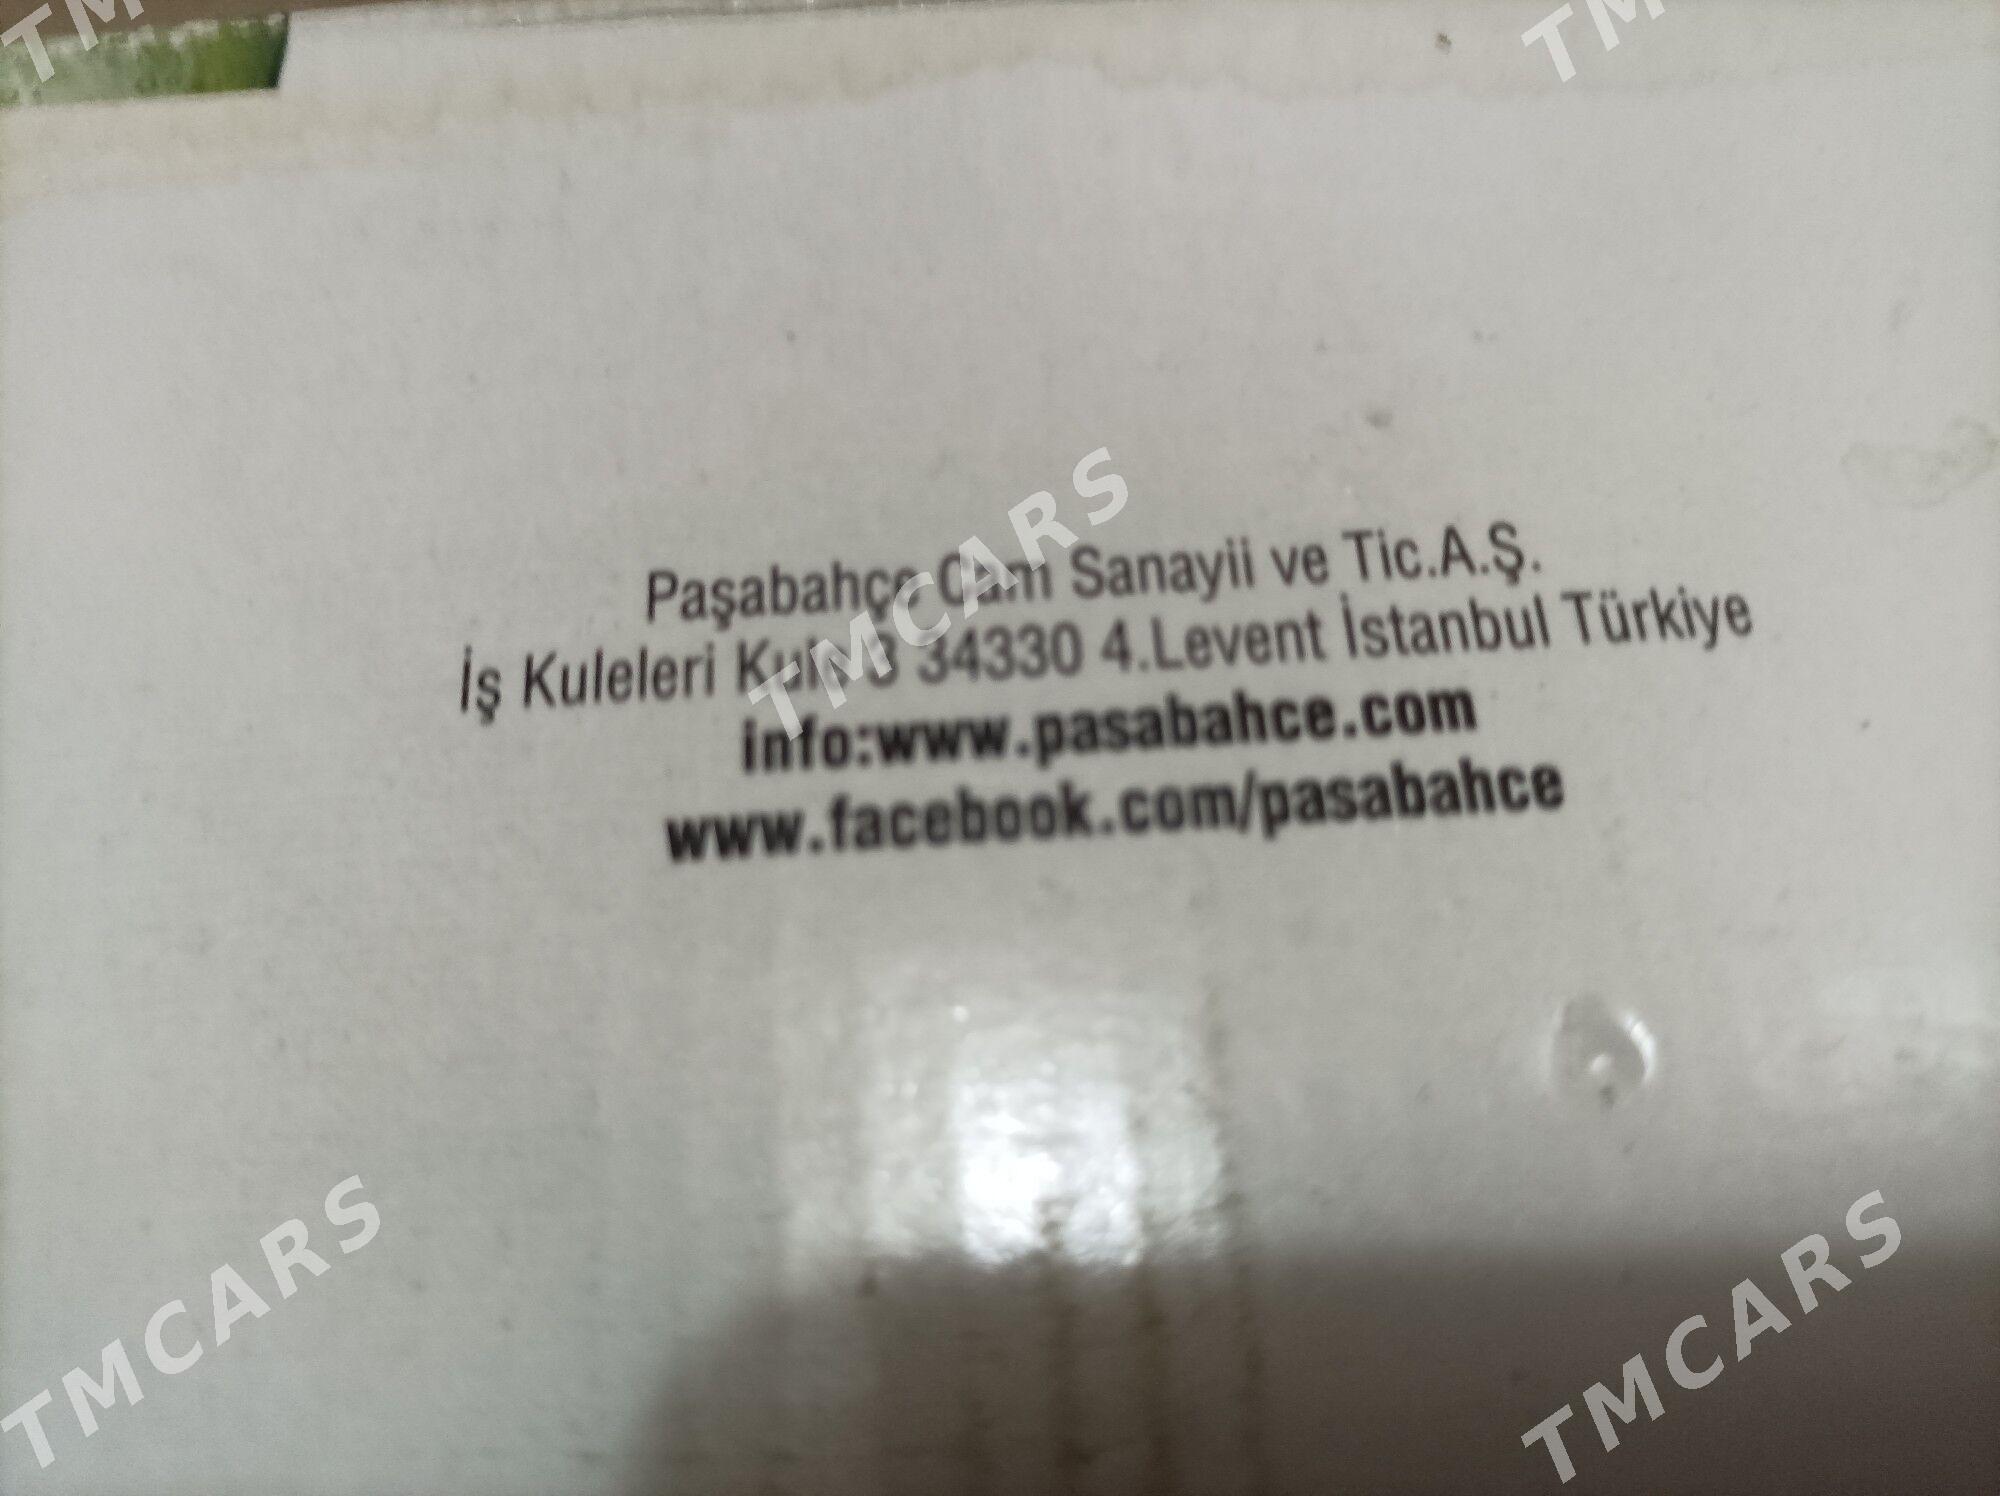 Paşabahçe Cam Sanayii ve Tic.A.Ş.
İş Kuleleri Kule 3 34330 4.Levent İstanbul Türkiye
info:www.pasabahce.com
www.facebook.com/pasabahce
TMCARS
TMCARS
TMCARS